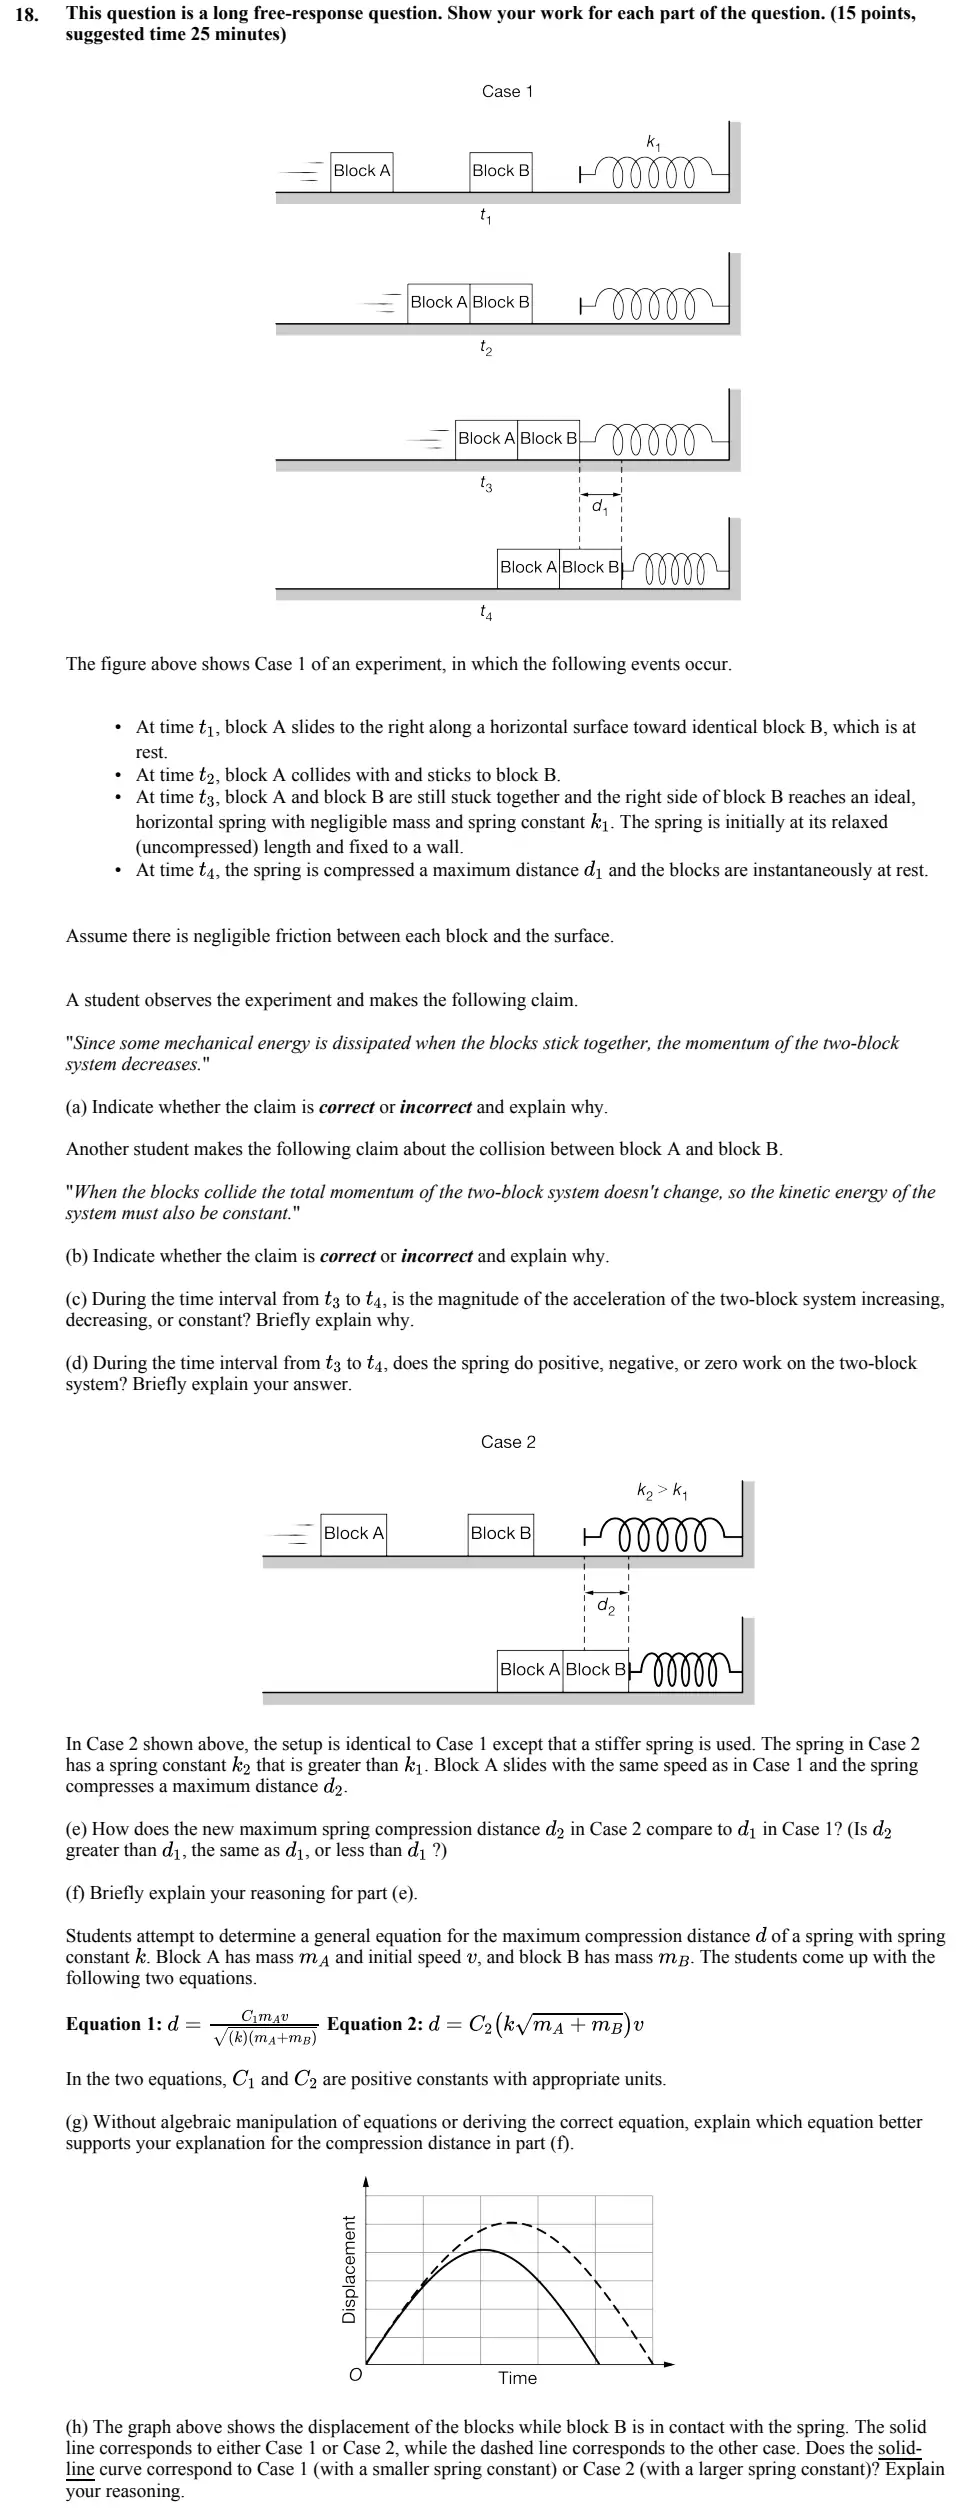 18. This question is a long free-response question. Show your work for each part of the question. (15 points,
suggested time 25 minutes)
Case 1
k₁
Block A Block B
t₁
Block A Block B
t₂
Block A Block B
t₃
d₁
Block A Block B
t₄
The figure above shows Case 1 of an experiment, in which the following events occur.
• At time t₁, block A slides to the right along a horizontal surface toward identical block B, which is at
rest.
• At time t₂, block A collides with and sticks to block B.
• At time t₃, block A and block B are still stuck together and the right side of block B reaches an ideal,
horizontal spring with negligible mass and spring constant k₁. The spring is initially at its relaxed
(uncompressed) length and fixed to a wall.
• At time t₄, the spring is compressed a maximum distance d₁ and the blocks are instantaneously at rest.
Assume there is negligible friction between each block and the surface.
A student observes the experiment and makes the following claim.
"Since some mechanical energy is dissipated when the blocks stick together, the momentum of the two-block
system decreases."
(a) Indicate whether the claim is correct or incorrect and explain why.
Another student makes the following claim about the collision between block A and block B.
"When the blocks collide the total momentum of the two-block system doesn't change, so the kinetic energy of the
system must also be constant."
(b) Indicate whether the claim is correct or incorrect and explain why.
(c) During the time interval from t₃ to t₄, is the magnitude of the acceleration of the two-block system increasing,
decreasing, or constant? Briefly explain why.
(d) During the time interval from t₃ to t₄, does the spring do positive, negative, or zero work on the two-block
system? Briefly explain your answer.
Case 2
k₂ > k₁
Block A Block B
d₂
Block A Block B
In Case 2 shown above, the setup is identical to Case 1 except that a stiffer spring is used. The spring in Case 2
has a spring constant k₂ that is greater than k₁. Block A slides with the same speed as in Case 1 and the spring
compresses a maximum distance d₂.
(e) How does the new maximum spring compression distance d₂ in Case 2 compare to d₁ in Case 1? (Is d₂
greater than d₁, the same as d₁, or less than d₁ ?)
(f) Briefly explain your reasoning for part (e).
Students attempt to determine a general equation for the maximum compression distance d of a spring with spring
constant k. Block A has mass m_A and initial speed v, and block B has mass m_B. The students come up with the
following two equations.
Equation 1: d = C₁m_Av / √((k)(m_A+m_B)) Equation 2: d = C₂(k√(m_A + m_B))v
In the two equations, C₁ and C₂ are positive constants with appropriate units.
(g) Without algebraic manipulation of equations or deriving the correct equation, explain which equation better
supports your explanation for the compression distance in part (f).
Displacement
O
Time
(h) The graph above shows the displacement of the blocks while block B is in contact with the spring. The solid
line corresponds to either Case 1 or Case 2, while the dashed line corresponds to the other case. Does the solid-
line curve correspond to Case 1 (with a smaller spring constant) or Case 2 (with a larger spring constant)? Explain
your reasoning.